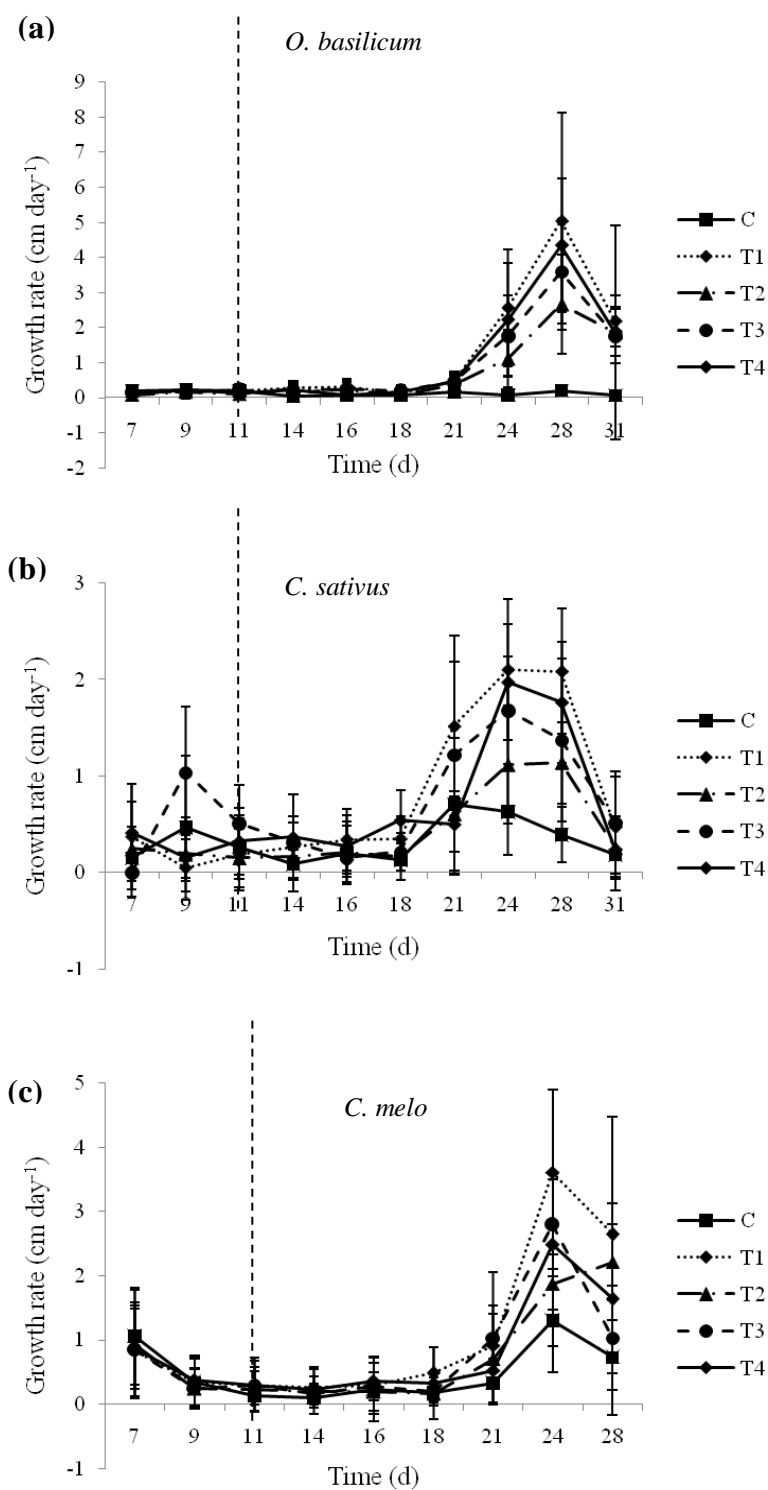 (a)
O. basilicum
Growth rate (cm day-1)
9
8
7
6
5
4
3
2
1
0
-1
-2
7 9 11 14 16 18 21 24 28 31
Time (d)
C
T1
T2
T3
T4
(b)
C. sativus
Growth rate (cm day-1)
3
2
1
0
-1
7 9 11 14 16 18 21 24 28 31
Time (d)
C
T1
T2
T3
T4
(c)
C. melo
Growth rate (cm day-1)
5
4
3
2
1
0
-1
7 9 11 14 16 18 21 24 28
Time (d)
C
T1
T2
T3
T4